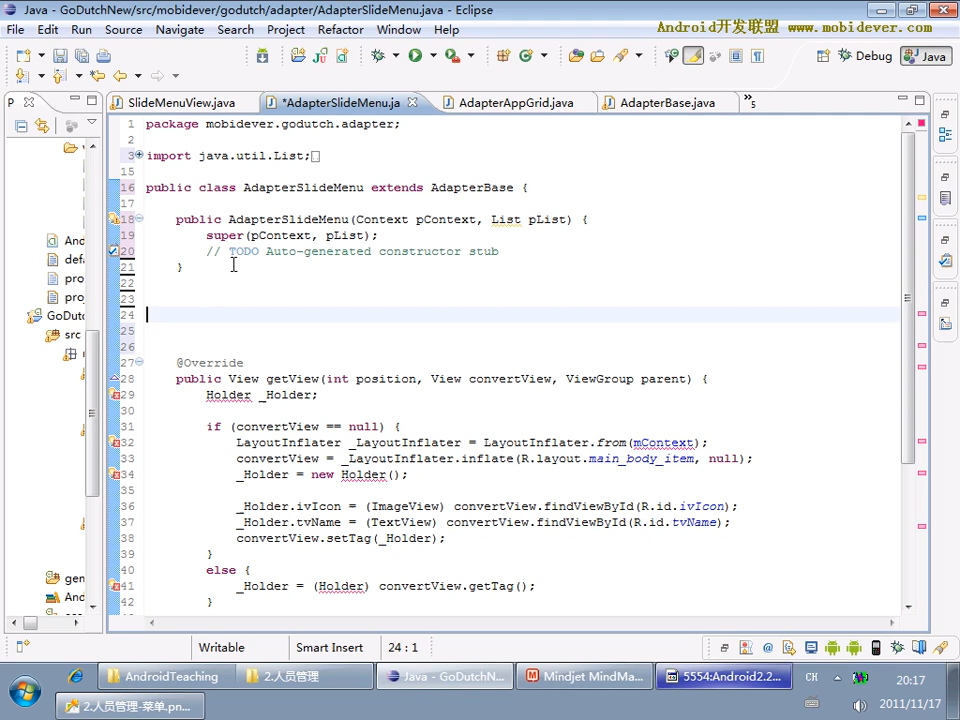 Java - GoDutchNew/src/mobidever/godutch/adapter/AdapterSlideMenu.java - Eclipse
File Edit Run Source Navigate Search Project Refactor Window Help
Android开发联盟 www.mobidever.com
Debug Java
P SlideMenuView.java *AdapterSlideMenu.ja AdapterAppGrid.java AdapterBase.java »5
1 package mobidever.godutch.adapter;
2
3 import java.util.List;
15
16 public class AdapterSlideMenu extends AdapterBase {
17
18 public AdapterSlideMenu(Context pContext, List pList) {
19 super(pContext, pList);
20 // TODO Auto-generated constructor stub
21 }
22
23
24
25
26
27 @Override
28 public View getView(int position, View convertView, ViewGroup parent) {
29 Holder _Holder;
30
31 if (convertView == null) {
32 LayoutInflater _LayoutInflater = LayoutInflater.from(mContext);
33 convertView = _LayoutInflater.inflate(R.layout.main_body_item, null);
34 _Holder = new Holder();
35
36 _Holder.ivIcon = (ImageView) convertView.findViewById(R.id.ivIcon);
37 _Holder.tvName = (TextView) convertView.findViewById(R.id.tvName);
38 convertView.setTag(_Holder);
39 }
40 else {
41 _Holder = (Holder) convertView.getTag();
42 }
And
def
pro
proj
GoDutc
src
gen
And
Writable Smart Insert 24 : 1
AndroidTeaching 2.人员管理 Java - GoDutchN... Mindjet MindMa... 5554:Android2.2... CH 20:17
2.人员管理-菜单.pn... 2011/11/17